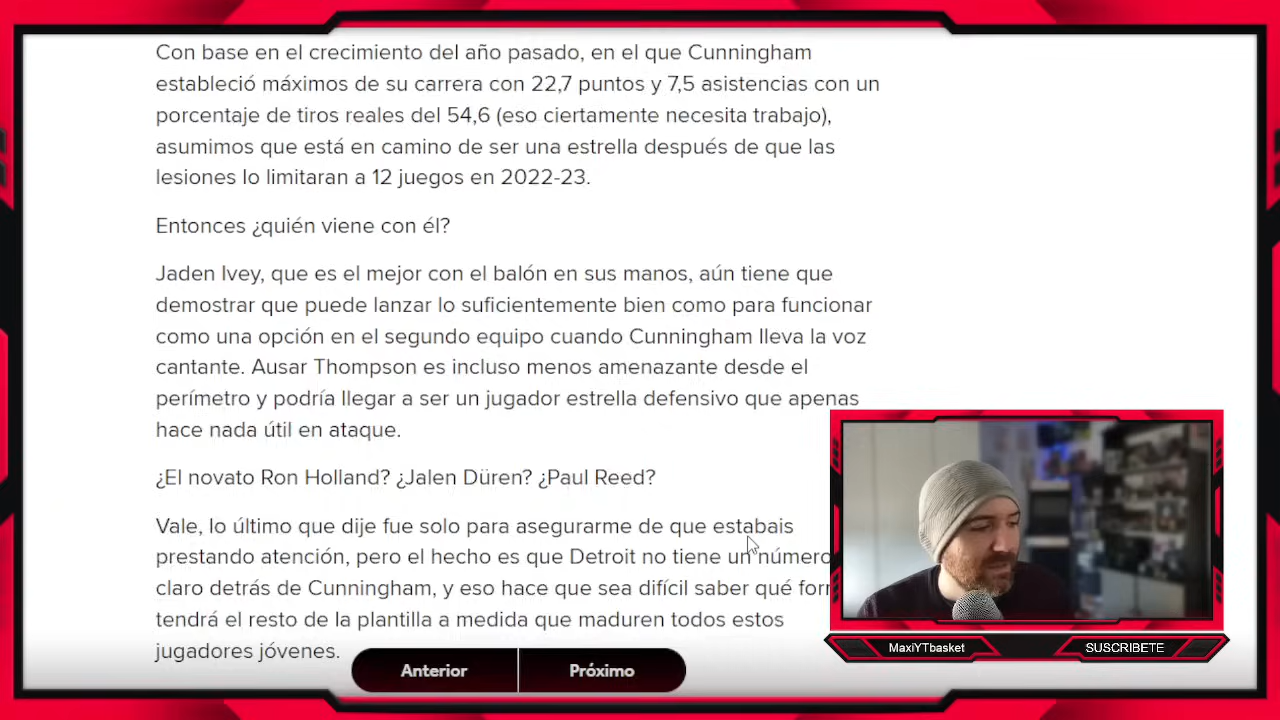 Con base en el crecimiento del año pasado, en el que Cunningham
estableció máximos de su carrera con 22,7 puntos y 7,5 asistencias con un
porcentaje de tiros reales del 54,6 (eso ciertamente necesita trabajo),
asumimos que está en camino de ser una estrella después de que las
lesiones lo limitaran a 12 juegos en 2022-23.
Entonces ¿quién viene con él?
Jaden Ivey, que es el mejor con el balón en sus manos, aún tiene que
demostrar que puede lanzar lo suficientemente bien como para funcionar
como una opción en el segundo equipo cuando Cunningham lleva la voz
cantante. Ausar Thompson es incluso menos amenazante desde el
perímetro y podría llegar a ser un jugador estrella defensivo que apenas
hace nada útil en ataque.
¿El novato Ron Holland? ¿Jalen Düren? ¿Paul Reed?
Vale, lo último que dije fue solo para asegurarme de que estabais
prestando atención, pero el hecho es que Detroit no tiene un número
claro detrás de Cunningham, y eso hace que sea difícil saber qué
tendrá el resto de la plantilla a medida que maduren todos estos
jugadores jóvenes.
Anterior
Próximo
MaxiYTbasket
SUSCRIBETE